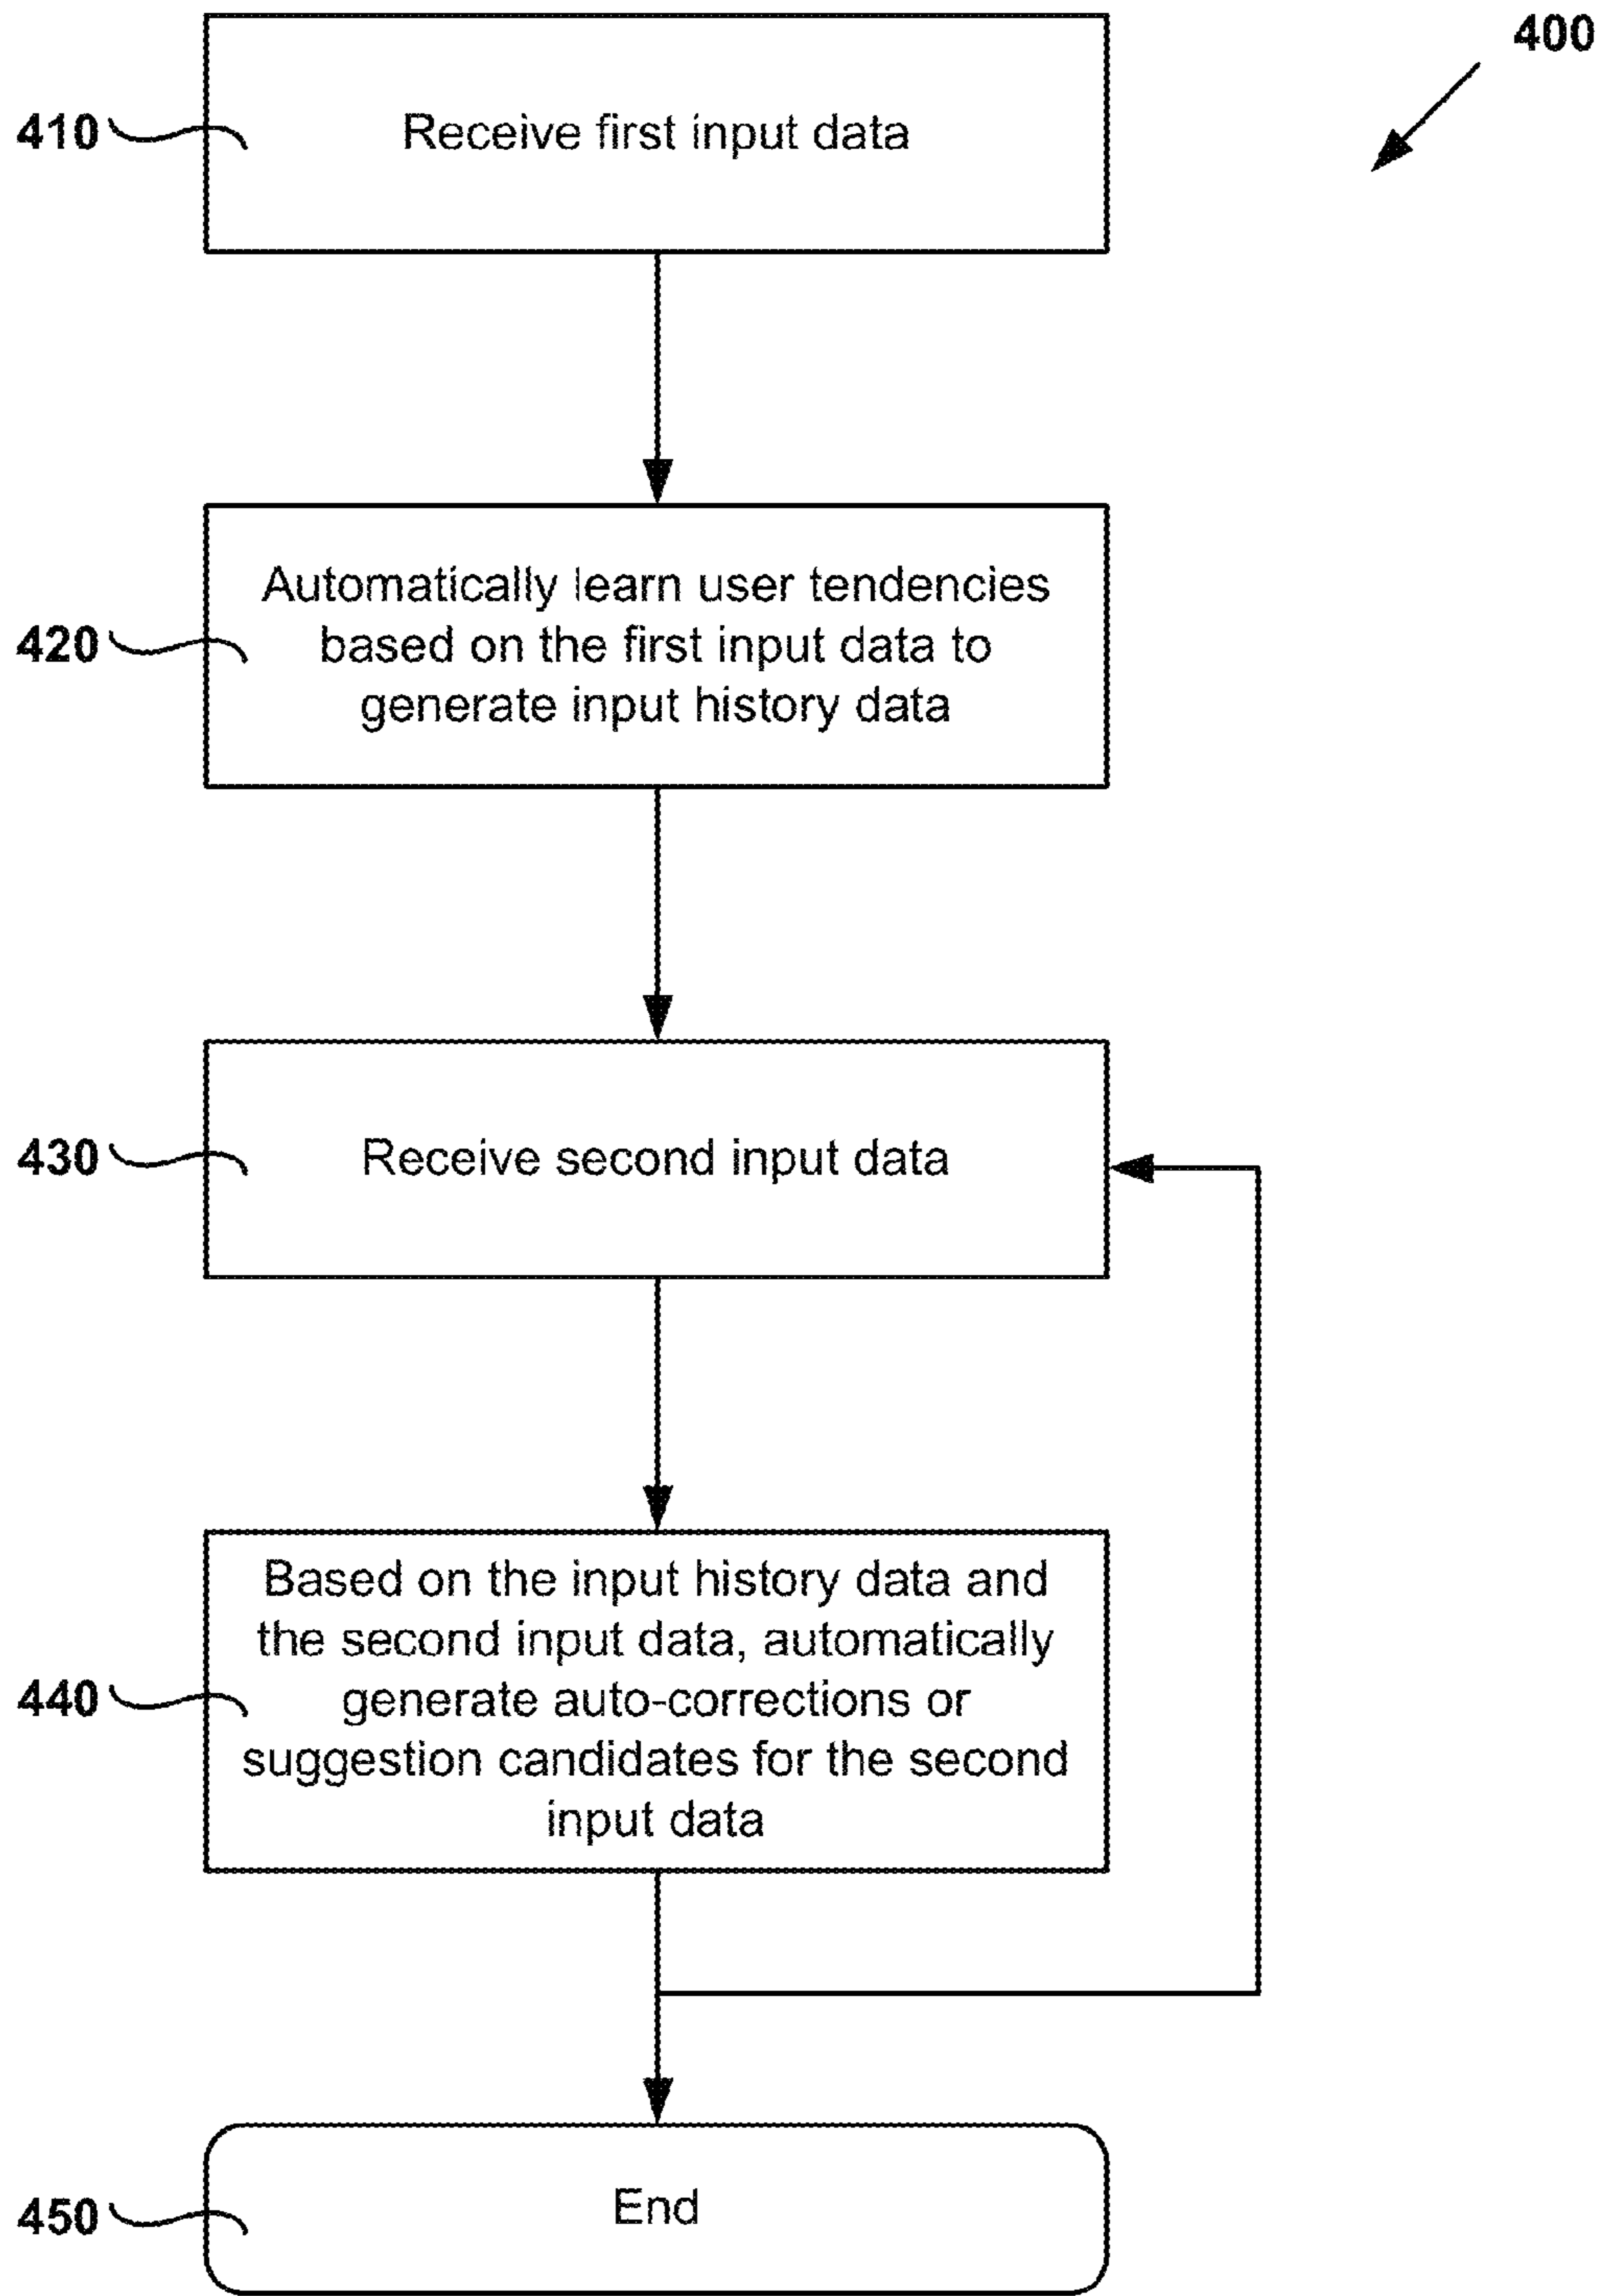 400
410
Receive first input data
420
Automatically learn user tendencies
based on the first input data to
generate input history data
430
Receive second input data
440
Based on the input history data and
the second input data, automatically
generate auto-corrections or
suggestion candidates for the second
input data
450
End